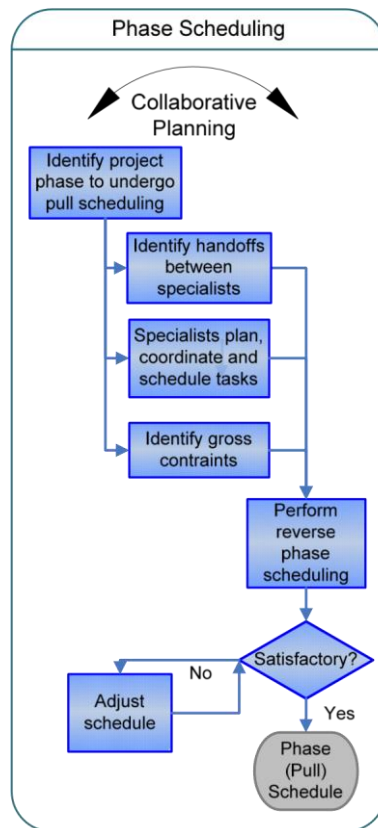 Phase Scheduling
Collaborative
Planning
Identify project
phase to undergo
pull scheduling
Identify handoffs
between
specialists
Specialists plan,
coordinate and
schedule tasks
Identify gross
contraints
Perform
reverse
phase
scheduling
Satisfactory?
No
Adjust
schedule
Yes
Phase
(Pull)
Schedule